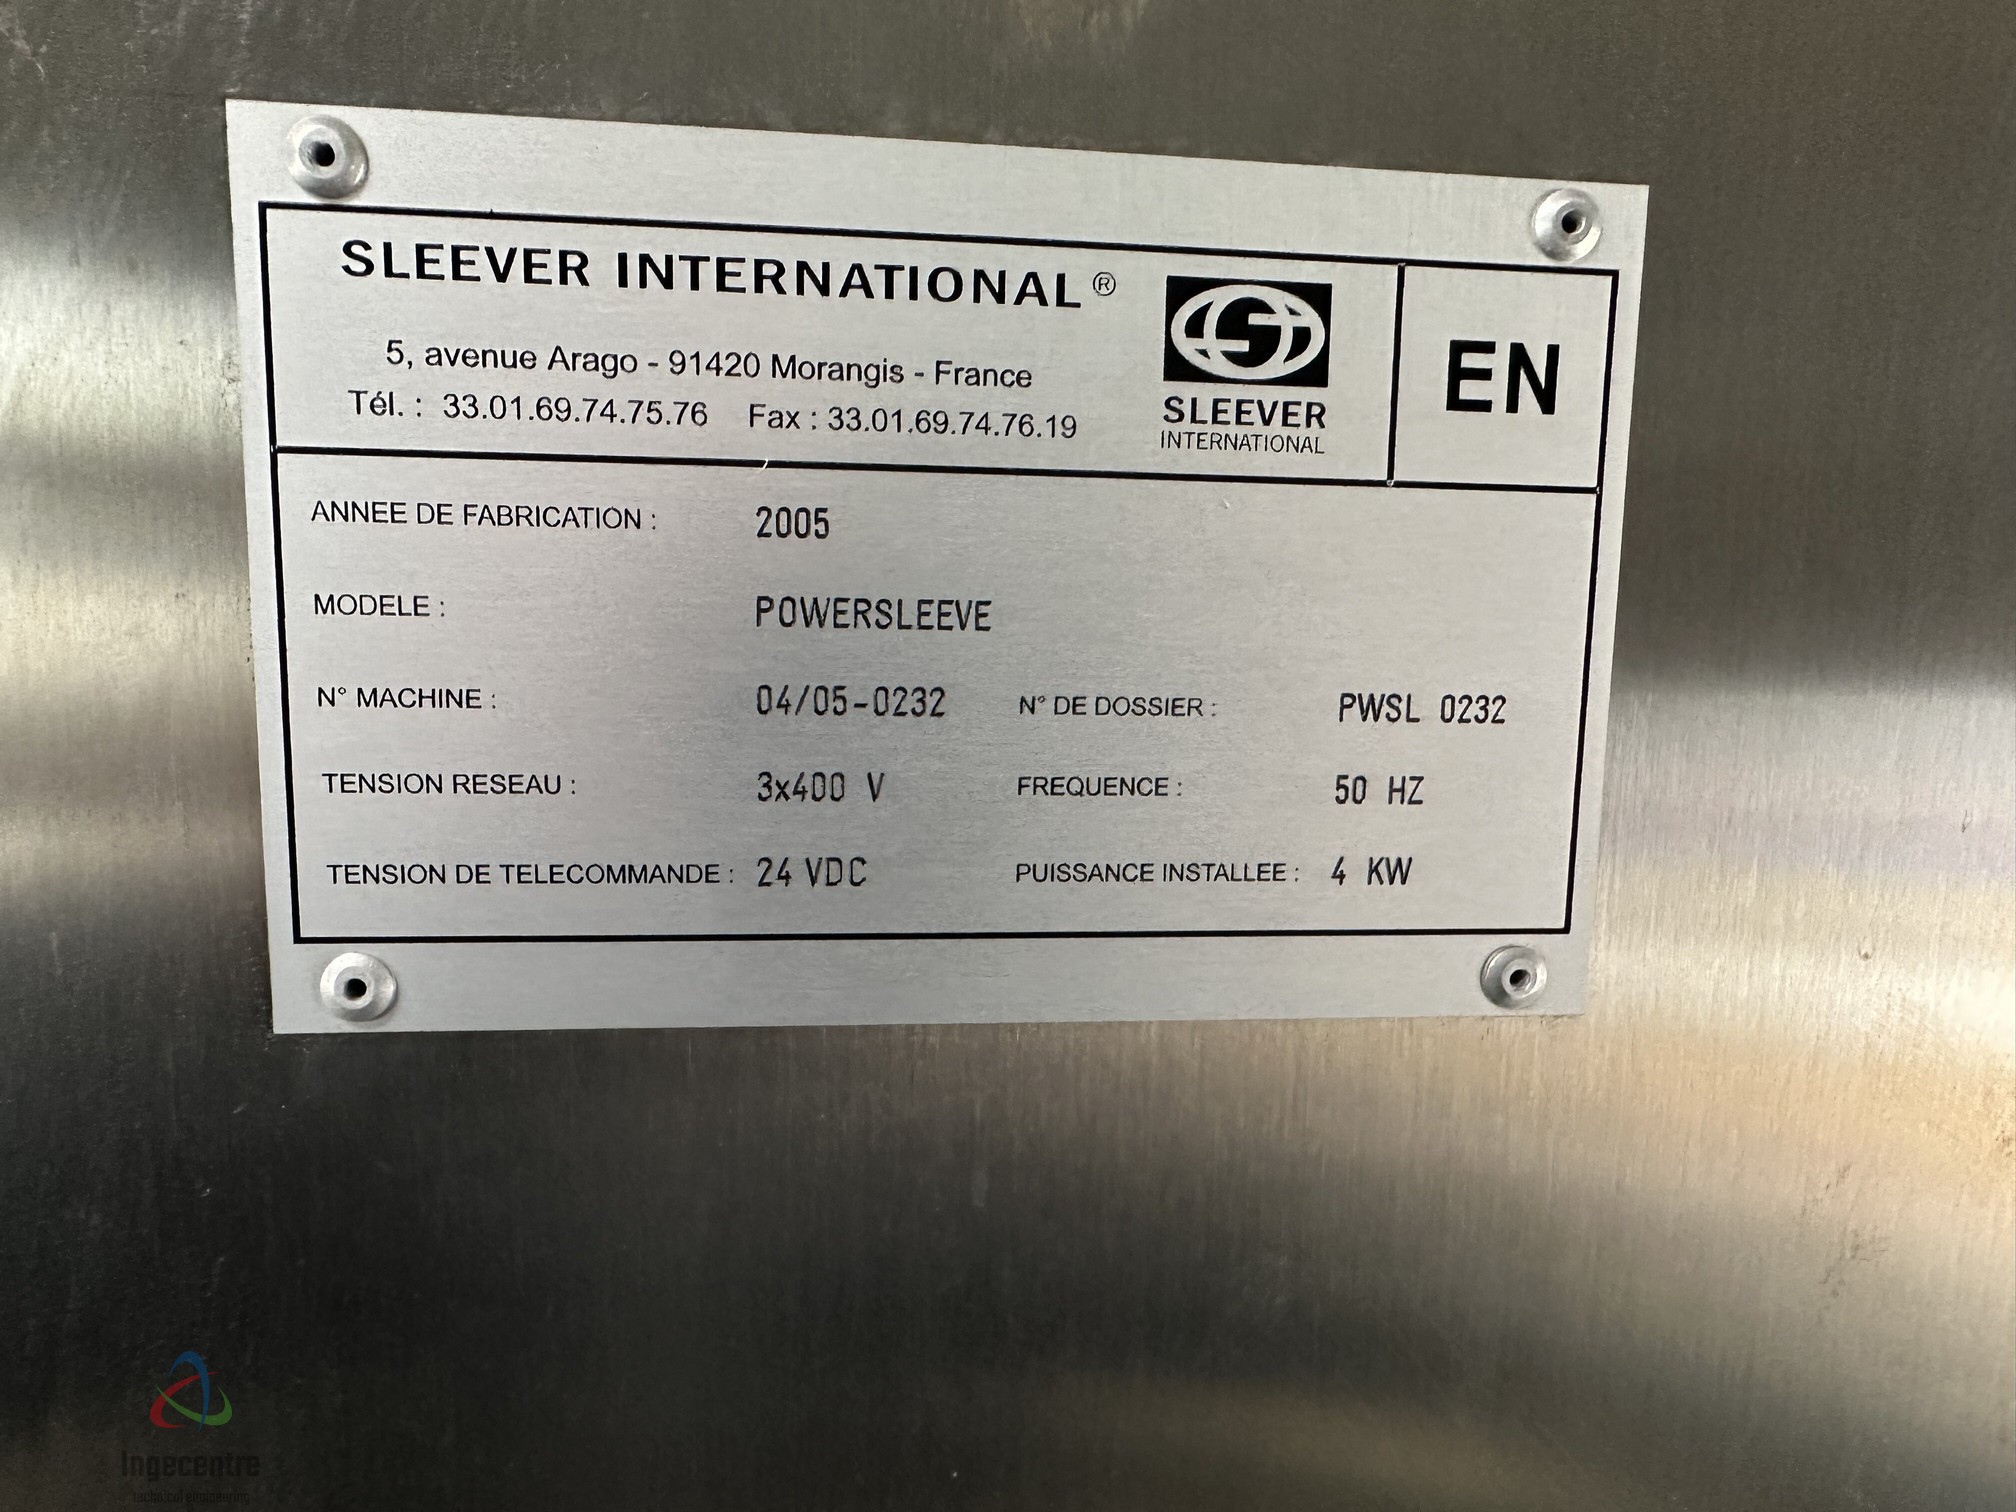 SLEEVER INTERNATIONAL®
5, avenue Arago - 91420 Morangis - France
Tél. : 33.01.69.74.75.76 Fax : 33.01.69.74.76.19
SLEEVER
INTERNATIONAL
EN
ANNEE DE FABRICATION : 2005
MODELE : POWERSLEEVE
N° MACHINE : 04/05-0232 N° DE DOSSIER : PWSL 0232
TENSION RESEAU : 3x400 V FREQUENCE : 50 HZ
TENSION DE TELECOMMANDE : 24 VDC PUISSANCE INSTALLEE : 4 KW
Ingecentre
technical engineering